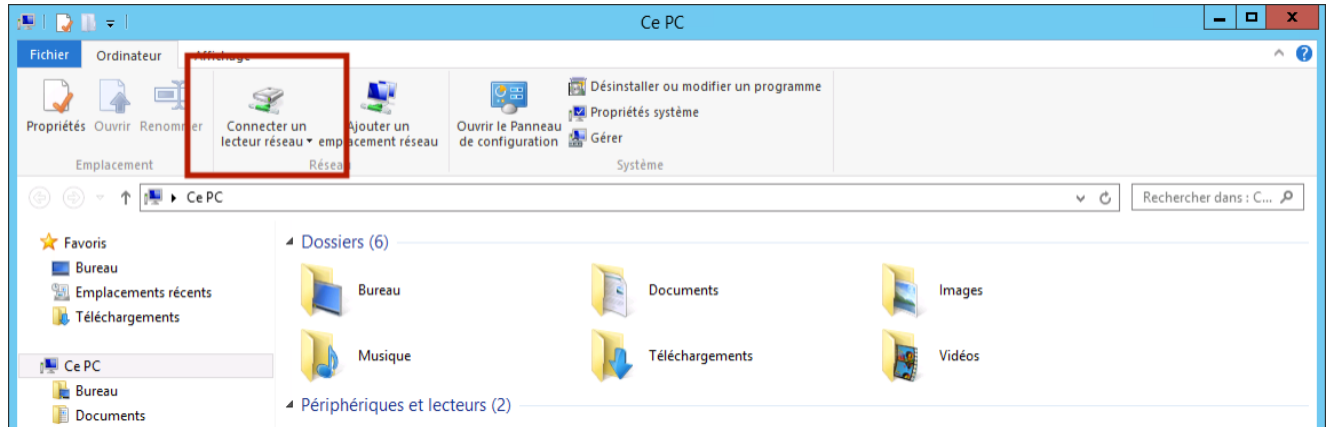 Ce PC
Fichier Ordinateur Affichage
Propriétés Ouvrir Renommer
Connecter un
lecteur réseau
Ajouter un
emplacement réseau
Ouvrir le Panneau
de configuration
Désinstaller ou modifier un programme
Propriétés système
Gérer
Emplacement Réseau Système
Ce PC
Rechercher dans : C...
Favoris
Bureau
Emplacements récents
Téléchargements
Ce PC
Bureau
Documents
Dossiers (6)
Bureau Documents Images
Musique Téléchargements Vidéos
Périphériques et lecteurs (2)